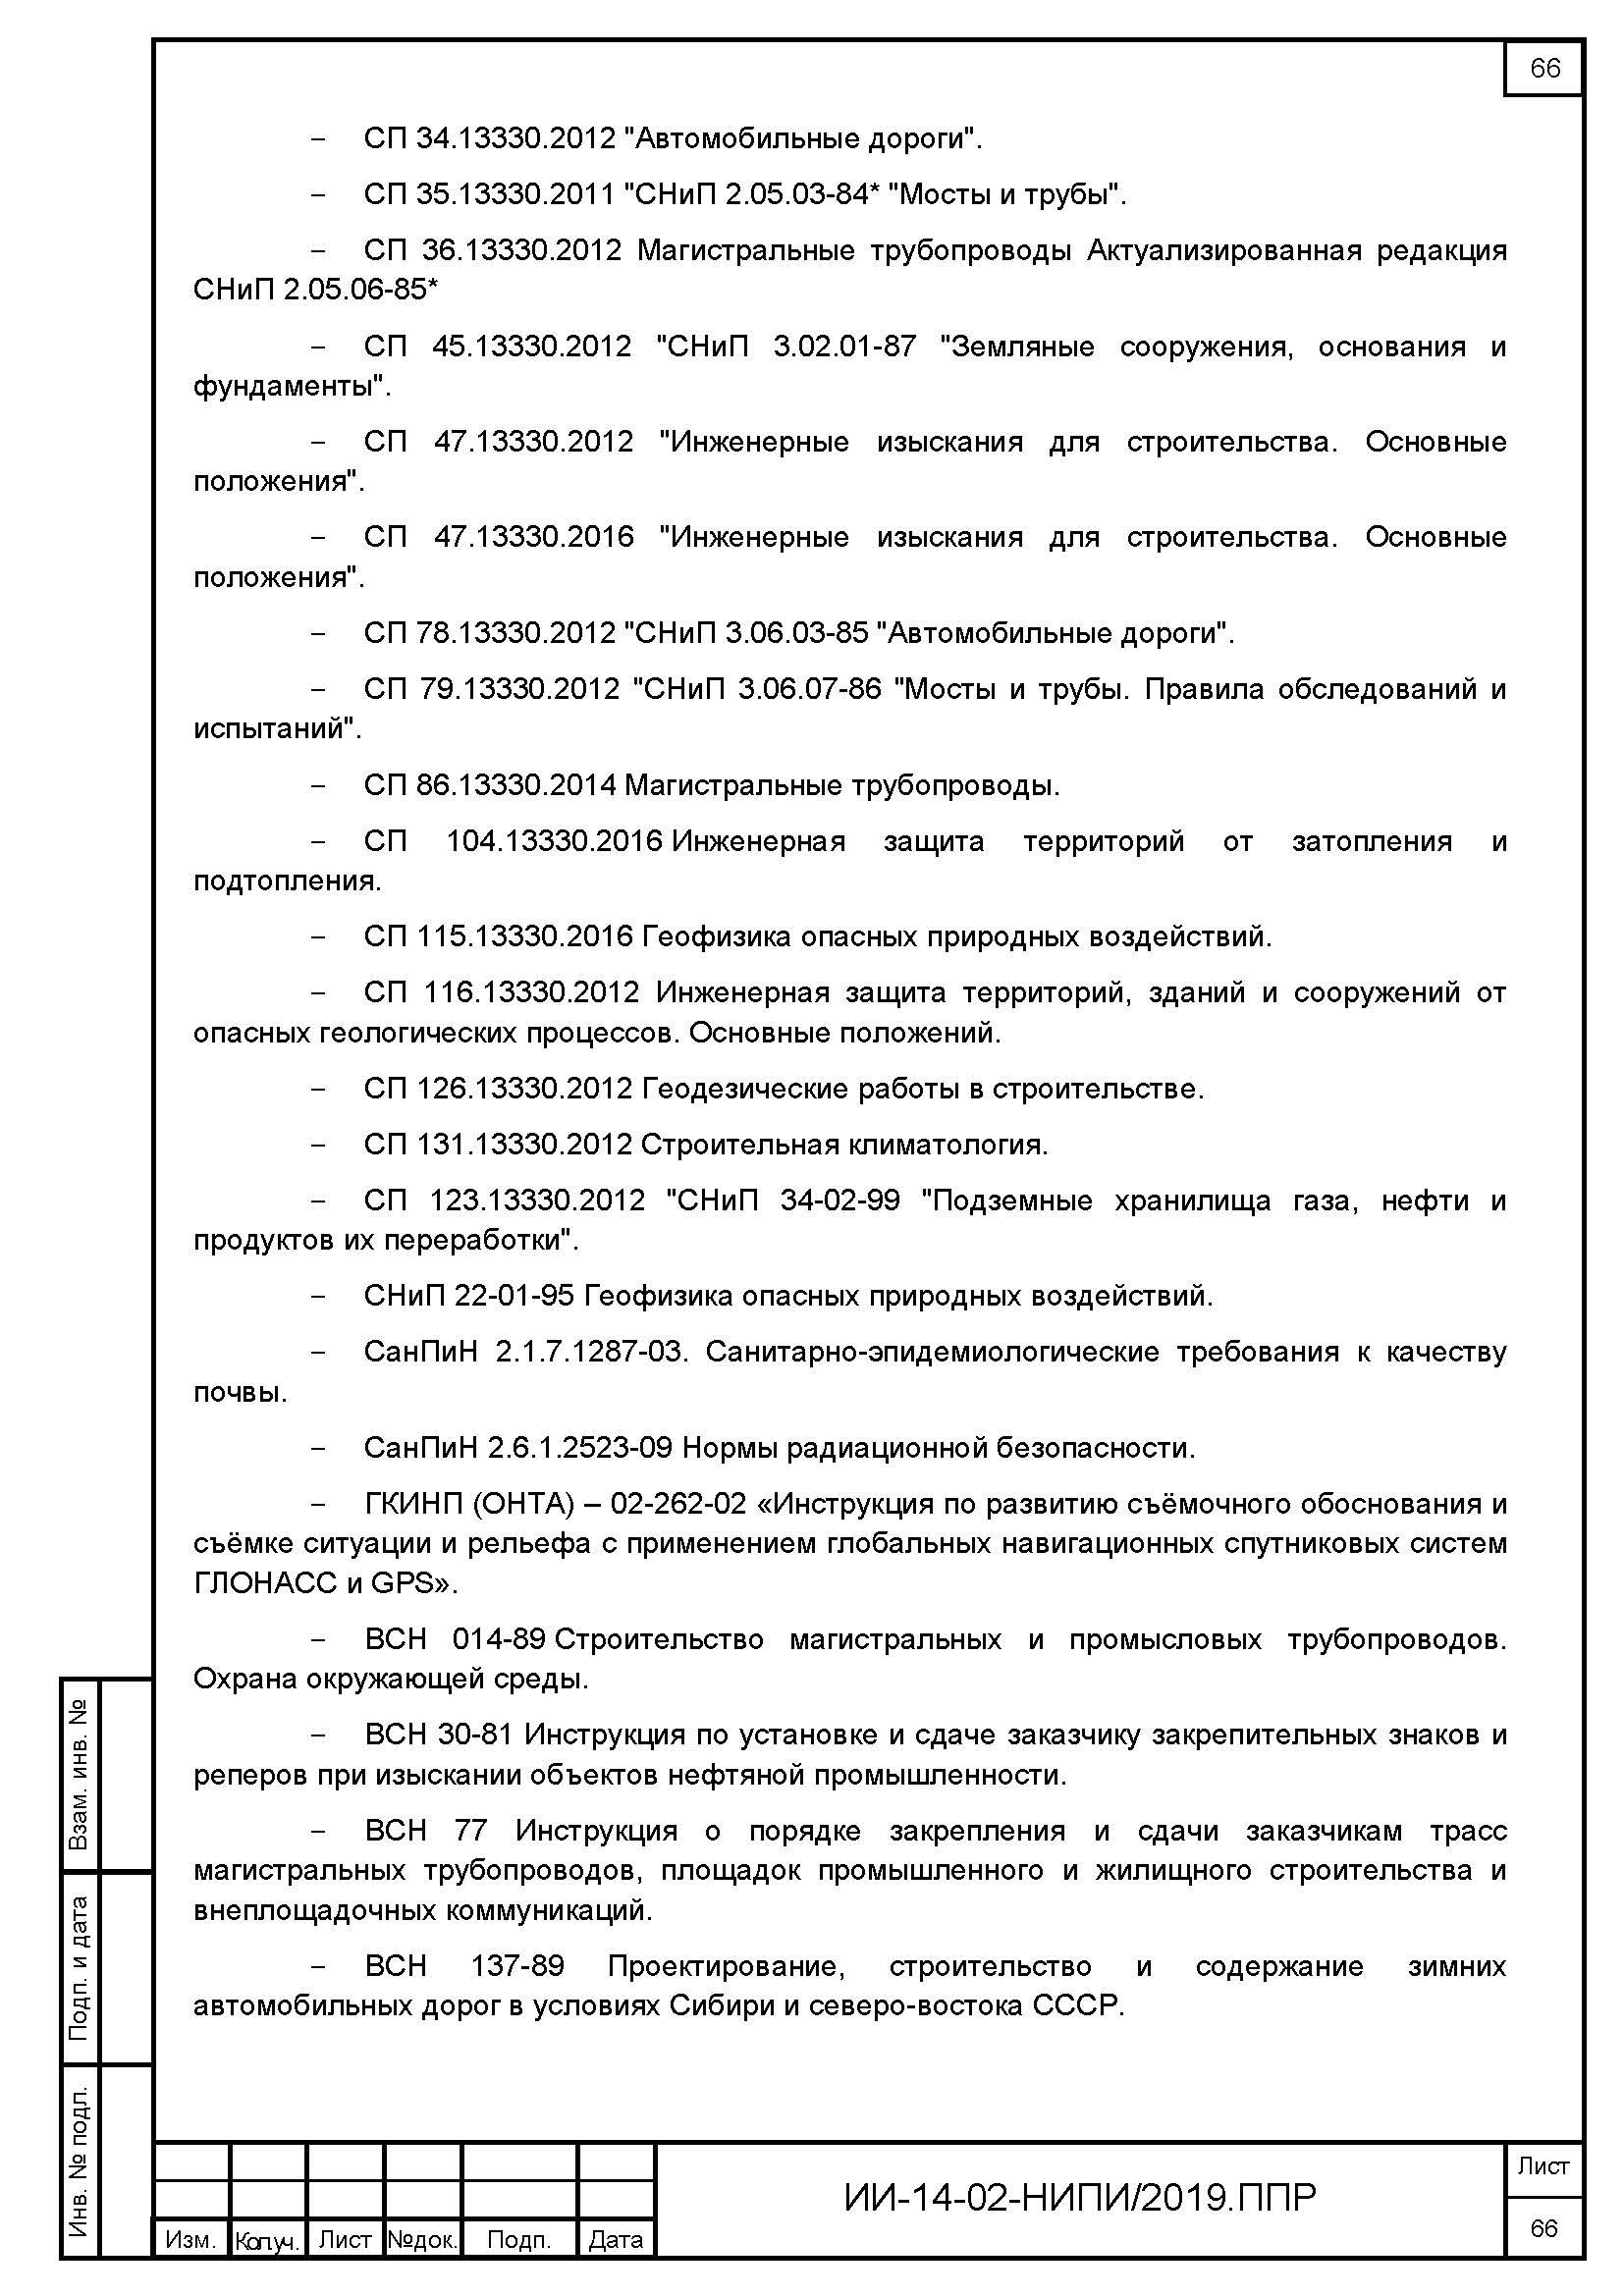 66
– СП 34.13330.2012 "Автомобильные дороги".
– СП 35.13330.2011 "СНиП 2.05.03-84* "Мосты и трубы".
– СП 36.13330.2012 Магистральные трубопроводы Актуализированная редакция
СНиП 2.05.06-85*
– СП 45.13330.2012 "СНиП 3.02.01-87 "Земляные сооружения, основания и
фундаменты".
– СП 47.13330.2012 "Инженерные изыскания для строительства. Основные
положения".
– СП 47.13330.2016 "Инженерные изыскания для строительства. Основные
положения".
– СП 78.13330.2012 "СНиП 3.06.03-85 "Автомобильные дороги".
– СП 79.13330.2012 "СНиП 3.06.07-86 "Мосты и трубы. Правила обследований и
испытаний".
– СП 86.13330.2014 Магистральные трубопроводы.
– СП 104.13330.2016 Инженерная защита территорий от затопления и
подтопления.
– СП 115.13330.2016 Геофизика опасных природных воздействий.
– СП 116.13330.2012 Инженерная защита территорий, зданий и сооружений от
опасных геологических процессов. Основные положений.
– СП 126.13330.2012 Геодезические работы в строительстве.
– СП 131.13330.2012 Строительная климатология.
– СП 123.13330.2012 "СНиП 34-02-99 "Подземные хранилища газа, нефти и
продуктов их переработки".
– СНиП 22-01-95 Геофизика опасных природных воздействий.
– СанПиН 2.1.7.1287-03. Санитарно-эпидемиологические требования к качеству
почвы.
– СанПиН 2.6.1.2523-09 Нормы радиационной безопасности.
– ГКИНП (ОНТА) – 02-262-02 «Инструкция по развитию съёмочного обоснования и
съёмке ситуации и рельефа с применением глобальных навигационных спутниковых систем
ГЛОНАСС и GPS».
– ВСН 014-89 Строительство магистральных и промысловых трубопроводов.
Охрана окружающей среды.
– ВСН 30-81 Инструкция по установке и сдаче заказчику закрепительных знаков и
реперов при изыскании объектов нефтяной промышленности.
– ВСН 77 Инструкция о порядке закрепления и сдачи заказчикам трасс
магистральных трубопроводов, площадок промышленного и жилищного строительства и
внеплощадочных коммуникаций.
– ВСН 137-89 Проектирование, строительство и содержание зимних
автомобильных дорог в условиях Сибири и северо-востока СССР.
Взам. инв. №
Подп. и дата
Инв. № подл.
Изм. Кол.уч. Лист №док. Подп. Дата
ИИ-14-02-НИПИ/2019.ППР
Лист
66